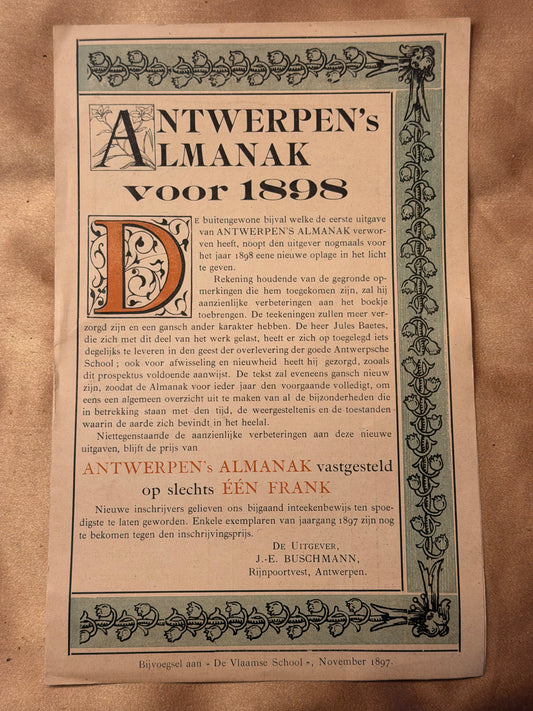 ANTWERPEN's
ALMANAK
VOOR 1898
DE buitengewone bijval welke de eerste uitgave
van ANTWERPEN'S ALMANAK verwor-
ven heeft, noopt den uitgever nogmaals voor
het jaar 1898 eene nieuwe oplage in het licht
te geven.
Rekening houdende van de gegronde op-
merkingen die hem toegekomen zijn, zal hij
aanzienlijke verbeteringen aan het boekje
toebrengen. De teekeningen zullen meer ver-
zorgd zijn en een gansch ander karakter hebben. De heer Jules Baetes,
die zich met dit deel van het werk gelast, heeft er zich op toegelegd iets
degelijks te leveren in den geest der overlevering der goede Antwerpsche
School; ook voor afwisseling en nieuwheid heeft hij gezorgd, zooals
dit prospektus voldoende aanwijst. De tekst zal eveneens gansch nieuw
zijn, zoodat de Almanak voor ieder jaar den voorgaande volledigt, om
eens een algemeen overzicht uit te maken van al de bijzonderheden die
in betrekking staan met den tijd, de weergesteltenis en de toestanden
waarin de aarde zich bevindt in het heelal.
Niettegenstaande de aanzienlijke verbeteringen aan deze nieuwe
uitgaven, blijft de prijs van
ANTWERPEN's ALMANAK vastgesteld
op slechts ÉÉN FRANK
Nieuwe inschrijvers gelieven ons bijgaand inteekenbewijs ten spoe-
digste te laten geworden. Enkele exemplaren van jaargang 1897 zijn nog
te bekomen tegen den inschrijvingsprijs.
DE UITGEVER,
J.-E. BUSCHMANN,
Rijnpoortvest, Antwerpen.
Bijvoegsel aan « De Vlaamse School », November 1897.